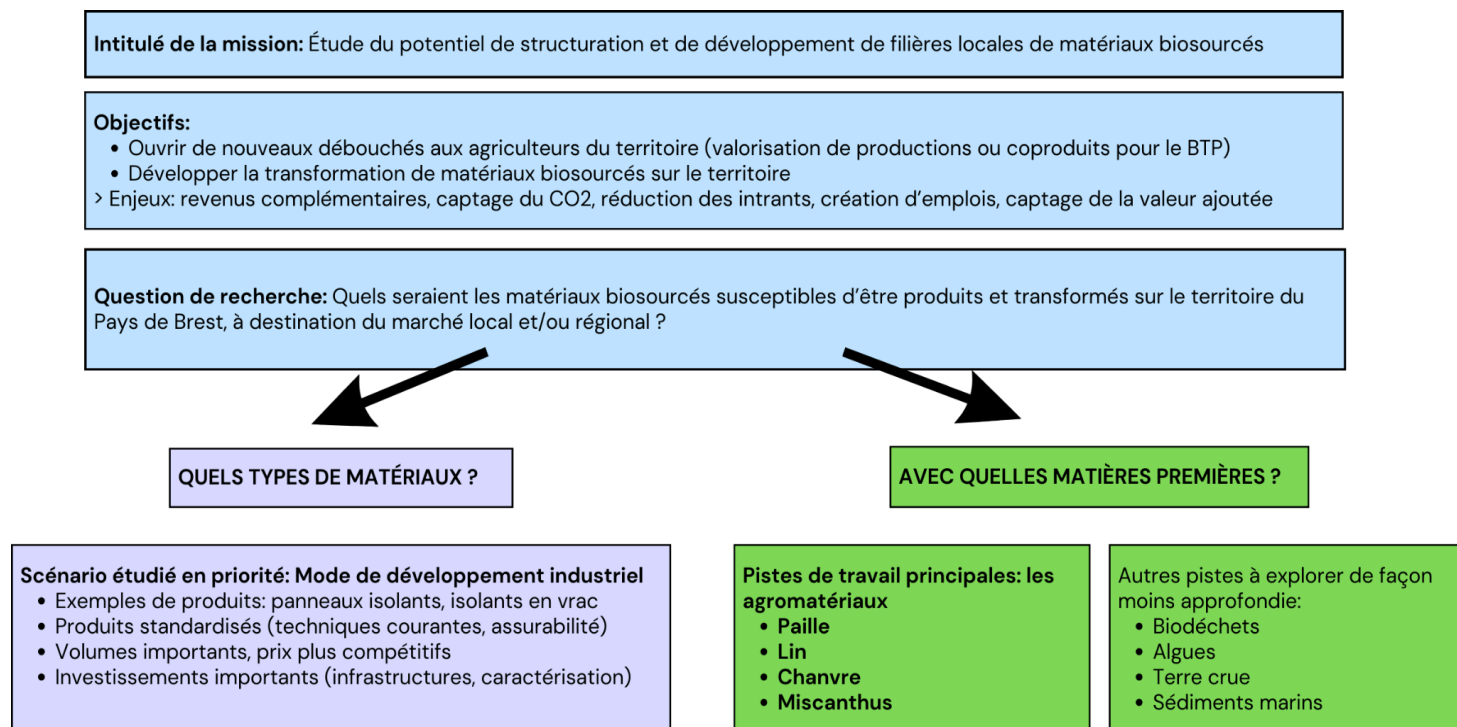 Intitulé de la mission: Étude du potentiel de structuration et de développement de filières locales de matériaux biosourcés
Objectifs:
• Ouvrir de nouveaux débouchés aux agriculteurs du territoire (valorisation de productions ou coproduits pour le BTP)
• Développer la transformation de matériaux biosourcés sur le territoire
> Enjeux: revenus complémentaires, captage du CO2, réduction des intrants, création d'emplois, captage de la valeur ajoutée
Question de recherche: Quels seraient les matériaux biosourcés susceptibles d'être produits et transformés sur le territoire du
Pays de Brest, à destination du marché local et/ou régional ?
QUELS TYPES DE MATÉRIAUX ?
AVEC QUELLES MATIÈRES PREMIÈRES ?
Scénario étudié en priorité: Mode de développement industriel
• Exemples de produits: panneaux isolants, isolants en vrac
• Produits standardisés (techniques courantes, assurabilité)
• Volumes importants, prix plus compétitifs
• Investissements importants (infrastructures, caractérisation)
Pistes de travail principales: les
agromatériaux
• Paille
• Lin
• Chanvre
• Miscanthus
Autres pistes à explorer de façon
moins approfondie:
• Biodéchets
• Algues
• Terre crue
• Sédiments marins